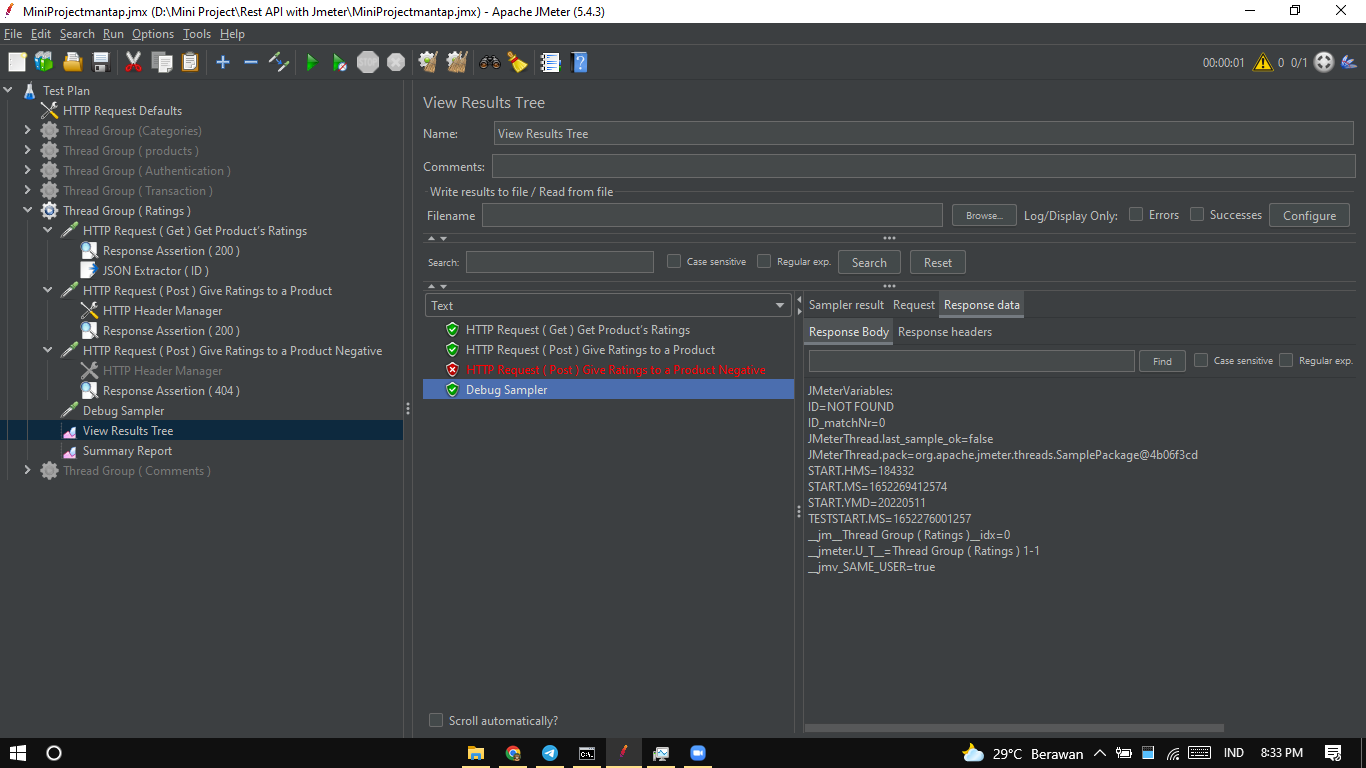 MiniProjectmantap.jmx (D:\Mini Project\Rest API with Jmeter\MiniProjectmantap.jmx) - Apache JMeter (5.4.3)
File Edit Search Run Options Tools Help
STOP
00:00:01 0 0/1
Test Plan
HTTP Request Defaults
Thread Group (Categories)
Thread Group ( products )
Thread Group ( Authentication )
Thread Group ( Transaction )
Thread Group ( Ratings )
HTTP Request ( Get ) Get Product's Ratings
Response Assertion ( 200 )
JSON Extractor ( ID )
HTTP Request ( Post ) Give Ratings to a Product
HTTP Header Manager
Response Assertion ( 200 )
HTTP Request ( Post ) Give Ratings to a Product Negative
HTTP Header Manager
Response Assertion ( 404 )
Debug Sampler
View Results Tree
Summary Report
Thread Group ( Comments )
View Results Tree
Name: View Results Tree
Comments:
Write results to file / Read from file
Filename Browse... Log/Display Only: Errors Successes Configure
Search: Case sensitive Regular exp. Search Reset
Text
HTTP Request ( Get ) Get Product's Ratings
HTTP Request ( Post ) Give Ratings to a Product
HTTP Request ( Post ) Give Ratings to a Product Negative
Debug Sampler
Scroll automatically?
Sampler result Request Response data
Response Body Response headers
Find Case sensitive Regular exp.
JMeterVariables:
ID=NOT FOUND
ID_matchNr=0
JMeterThread.last_sample_ok=false
JMeterThread.pack=org.apache.jmeter.threads.SamplePackage@4b06f3cd
START.HMS=184332
START.MS=1652269412574
START.YMD=20220511
TESTSTART.MS=1652276001257
__jm__Thread Group ( Ratings )__idx=0
__jmeter.U_T__=Thread Group ( Ratings ) 1-1
__jmv_SAME_USER=true
29°C Berawan IND 8:33 PM